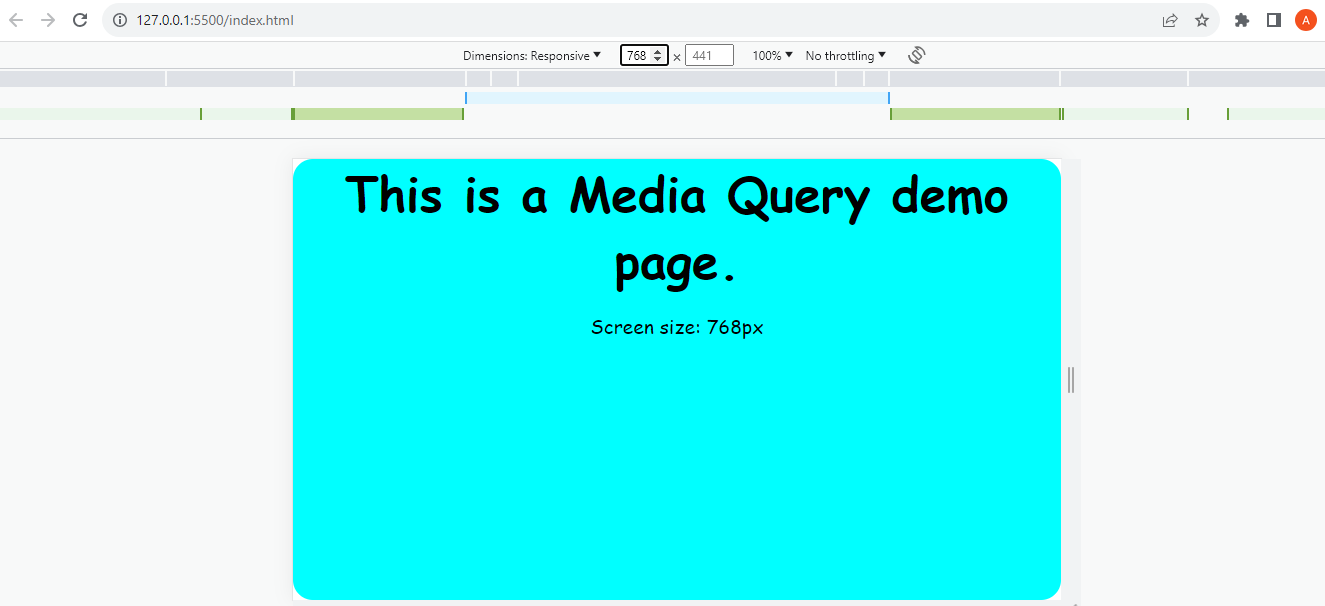 127.0.0.1:5500/index.html
A
Dimensions: Responsive 768 × 441 100% No throttling
This is a Media Query demo
page.
Screen size: 768px